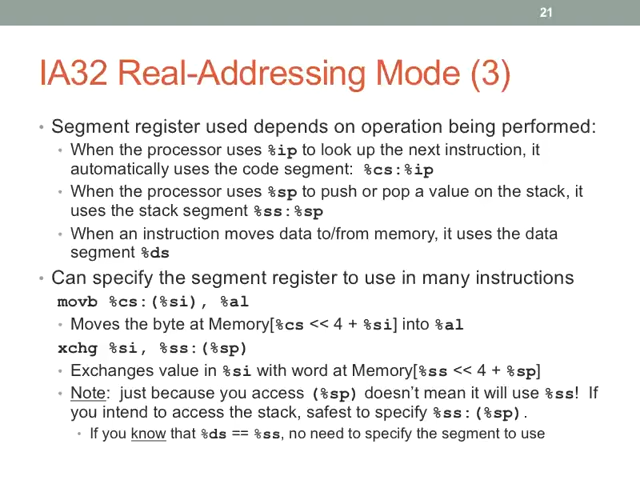 21
IA32 Real-Addressing Mode (3)
• Segment register used depends on operation being performed:
• When the processor uses %ip to look up the next instruction, it
automatically uses the code segment: %cs:%ip
• When the processor uses %sp to push or pop a value on the stack, it
uses the stack segment %ss:%sp
• When an instruction moves data to/from memory, it uses the data
segment %ds
• Can specify the segment register to use in many instructions
movb %cs:(%si), %al
• Moves the byte at Memory[%cs << 4 + %si] into %al
xchg %si, %ss:(%sp)
• Exchanges value in %si with word at Memory[%ss << 4 + %sp]
• Note: just because you access (%sp) doesn't mean it will use %ss! If
you intend to access the stack, safest to specify %ss:(%sp).
• If you know that %ds == %ss, no need to specify the segment to use